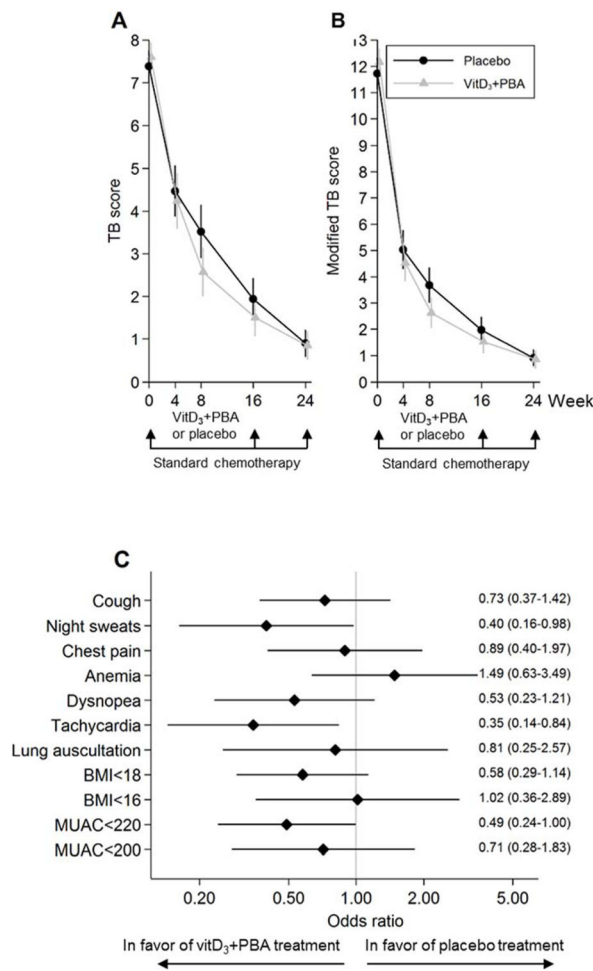 A
8
7
6
5
4
3
2
1
0
TB score
0 4 8 16 24
VitD3+PBA
or placebo
Standard chemotherapy
B
13
12
11
10
9
8
7
6
5
4
3
2
1
0
Modified TB score
Placebo
VitD3+PBA
0 4 8 16 24 Week
VitD3+PBA
or placebo
Standard chemotherapy
C
Cough 0.73 (0.37-1.42)
Night sweats 0.40 (0.16-0.98)
Chest pain 0.89 (0.40-1.97)
Anemia 1.49 (0.63-3.49)
Dysnopea 0.53 (0.23-1.21)
Tachycardia 0.35 (0.14-0.84)
Lung auscultation 0.81 (0.25-2.57)
BMI<18 0.58 (0.29-1.14)
BMI<16 1.02 (0.36-2.89)
MUAC<220 0.49 (0.24-1.00)
MUAC<200 0.71 (0.28-1.83)
0.20 0.50 1.00 2.00 5.00
Odds ratio
In favor of vitD3+PBA treatment In favor of placebo treatment